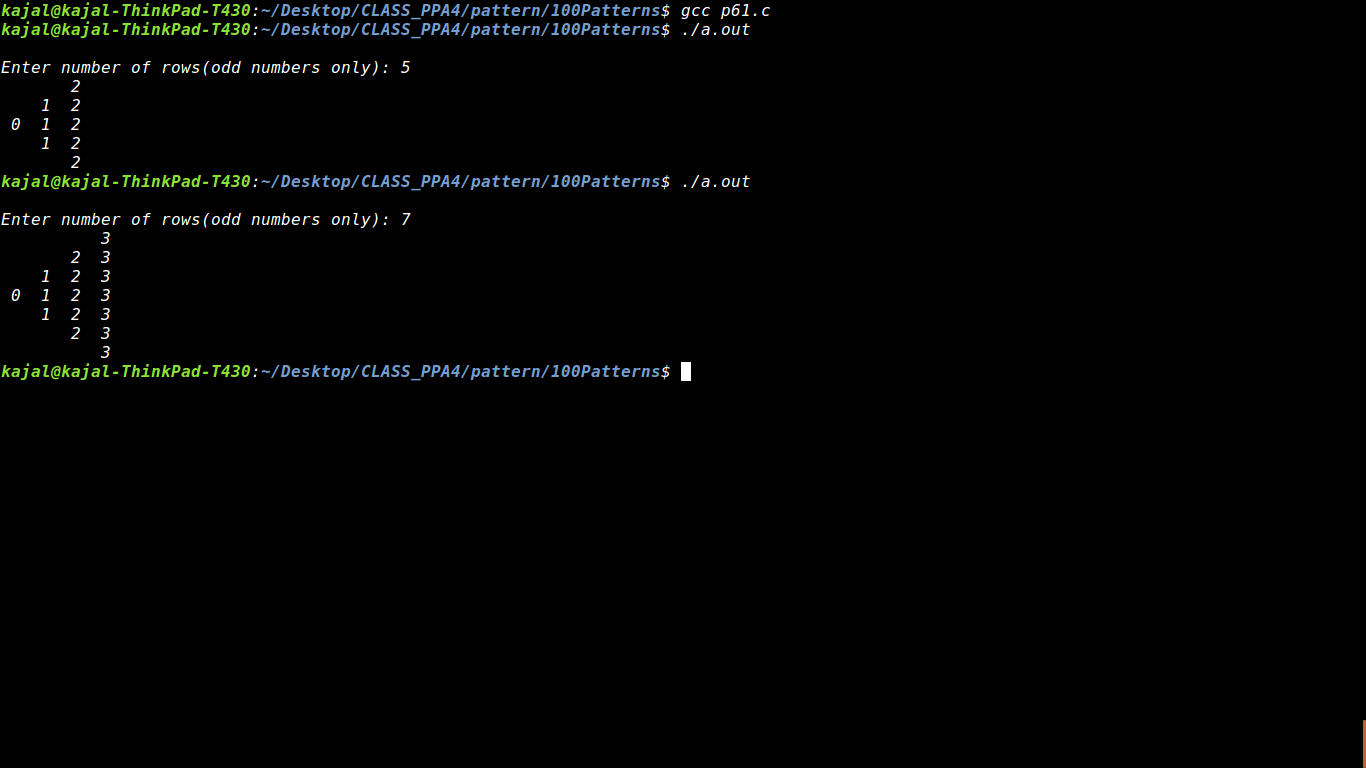 kajal@kajal-ThinkPad-T430:~/Desktop/CLASS_PPA4/pattern/100Patterns$ gcc p61.c
kajal@kajal-ThinkPad-T430:~/Desktop/CLASS_PPA4/pattern/100Patterns$ ./a.out

Enter number of rows(odd numbers only): 5
       2
    1  2
 0  1  2
    1  2
       2
kajal@kajal-ThinkPad-T430:~/Desktop/CLASS_PPA4/pattern/100Patterns$ ./a.out

Enter number of rows(odd numbers only): 7
          3
       2  3
    1  2  3
 0  1  2  3
    1  2  3
       2  3
          3
kajal@kajal-ThinkPad-T430:~/Desktop/CLASS_PPA4/pattern/100Patterns$